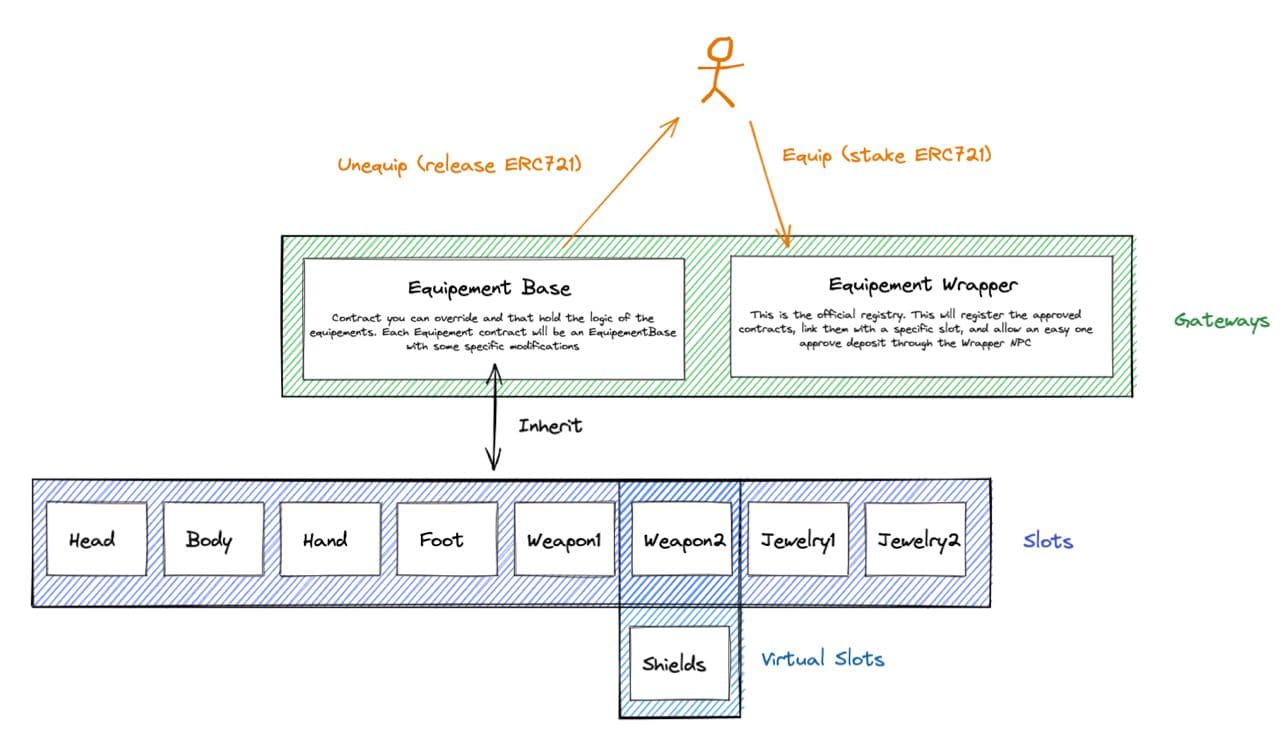 Unequip (release ERC721)
Equip (stake ERC721)
Equipement Base
Contract you can override and that hold the logic of the
equipements. Each Equipement contract will be an EquipementBase
with some specific modifications
Equipement Wrapper
This is the official registry. This will register the approved
contracts, link them with a specific slot, and allow an easy one
approve deposit through the Wrapper NPC
Gateways
Inherit
Head
Body
Hand
Foot
Weapon1
Weapon2
Jewelry1
Jewelry2
Slots
Shields
Virtual Slots